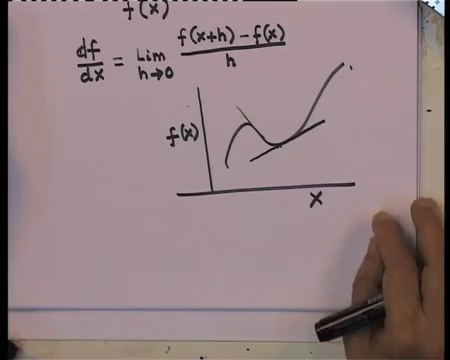 f(x)
df/dx = Lim h→0 f(x+h) - f(x) / h
f(x)
x